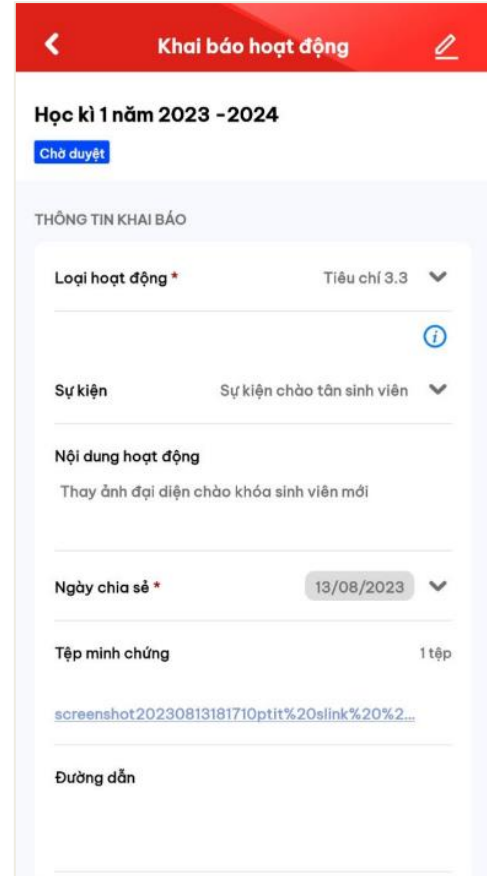 Khai báo hoạt động
Học kì 1 năm 2023 -2024
Chờ duyệt
THÔNG TIN KHAI BÁO
Loại hoạt động * Tiêu chí 3.3
Sự kiện Sự kiện chào tân sinh viên
Nội dung hoạt động
Thay ảnh đại diện chào khóa sinh viên mới
Ngày chia sẻ * 13/08/2023
Tệp minh chứng 1 tệp
screenshot20230813181710ptit%20slink%20%2...
Đường dẫn